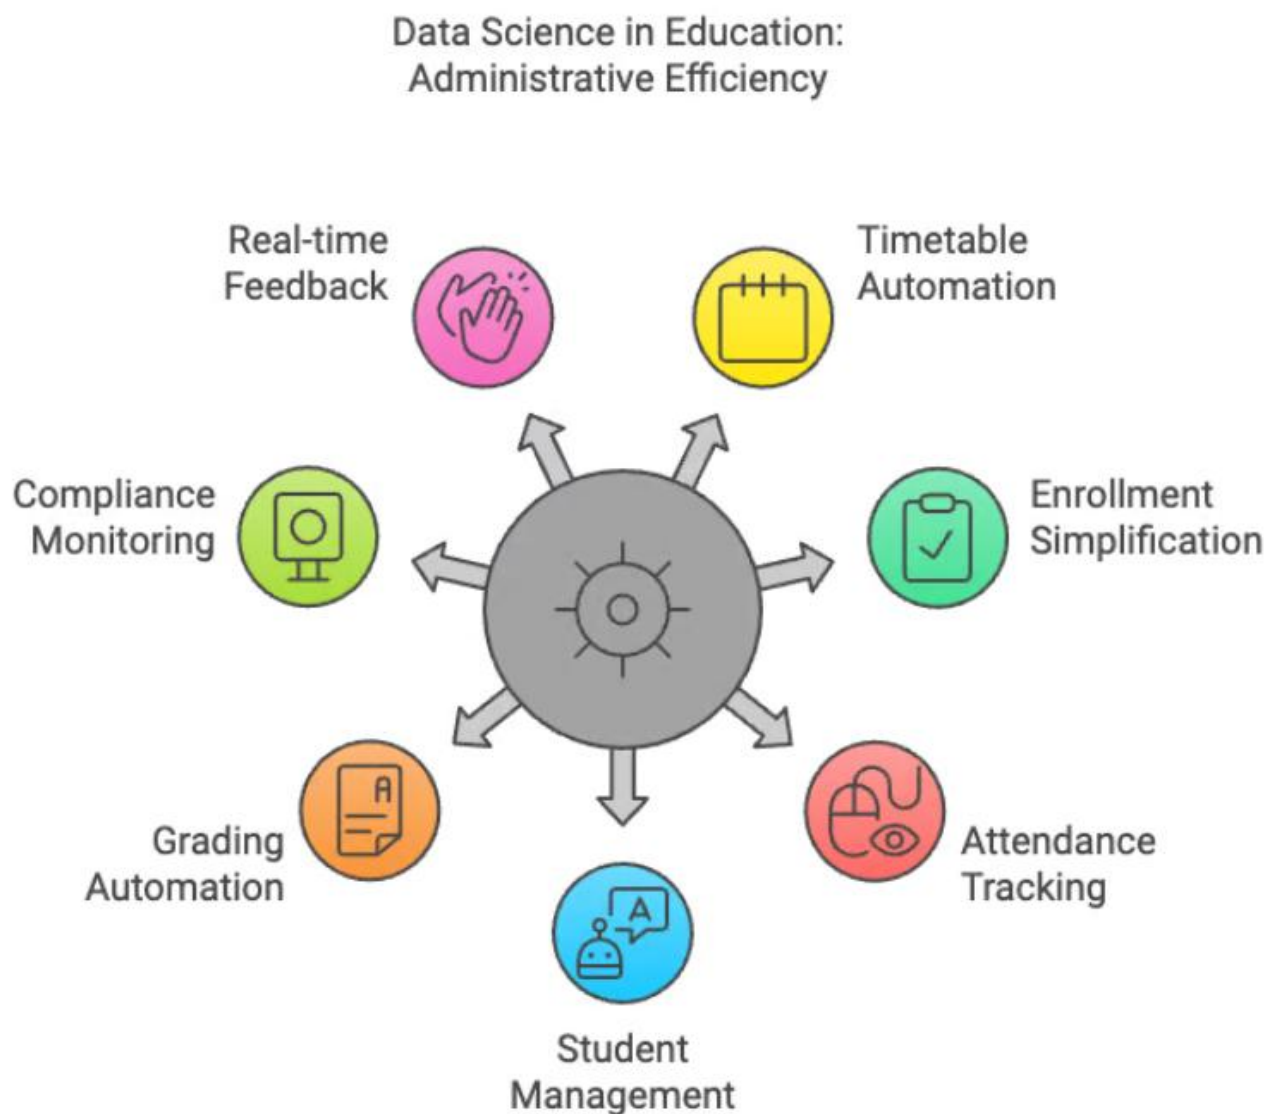 Data Science in Education:
Administrative Efficiency
Real-time
Feedback
Timetable
Automation
Compliance
Monitoring
Enrollment
Simplification
A
Grading
Automation
Attendance
Tracking
A
Student
Management